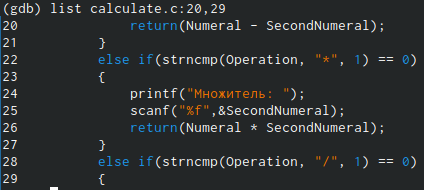 (gdb) list calculate.c:20,29
20 return(Numeral - SecondNumeral);
21 }
22 else if(strncmp(Operation, "*", 1) == 0)
23 {
24 printf("Множитель: ");
25 scanf("%f",&SecondNumeral);
26 return(Numeral * SecondNumeral);
27 }
28 else if(strncmp(Operation, "/", 1) == 0)
29 {